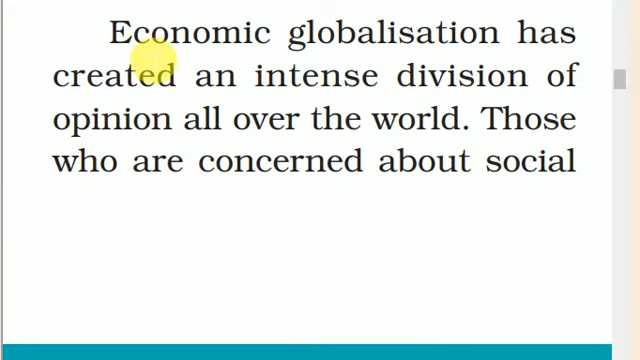 Economic globalisation has
created an intense division of
opinion all over the world. Those
who are concerned about social